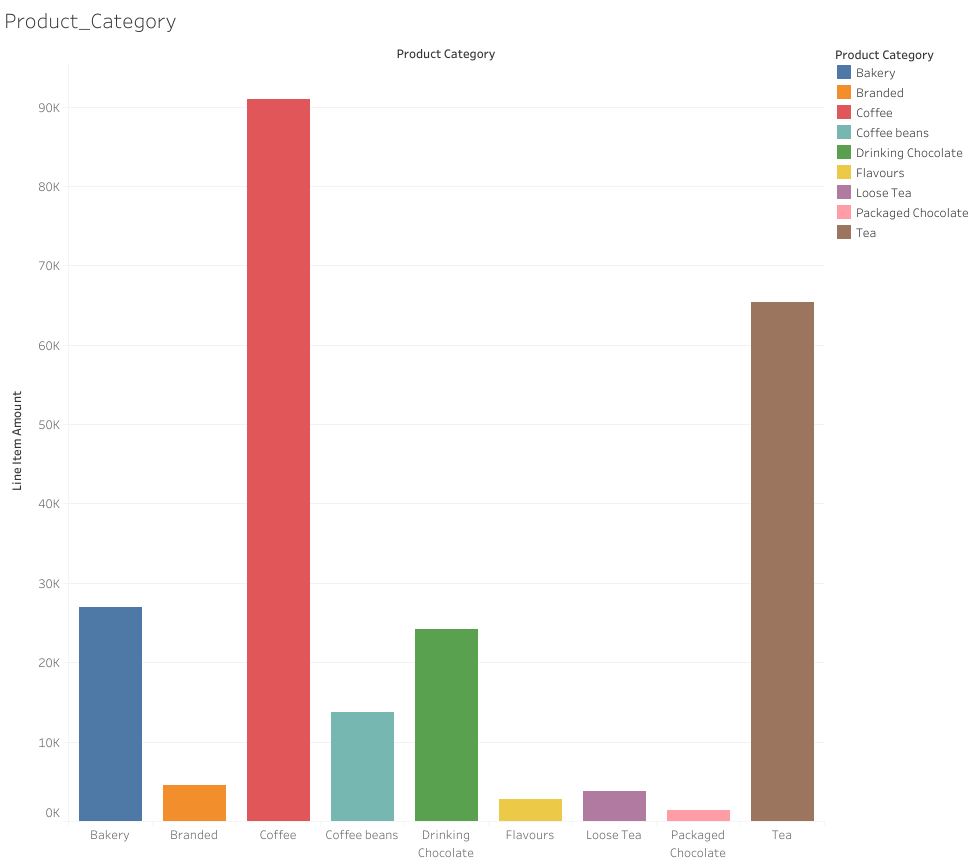 Product_Category
Product Category
90K
80K
70K
60K
50K
40K
30K
20K
10K
0K
Line Item Amount
Bakery
Branded
Coffee
Coffee beans
Drinking
Chocolate
Flavours
Loose Tea
Packaged
Chocolate
Tea
Product Category
Bakery
Branded
Coffee
Coffee beans
Drinking Chocolate
Flavours
Loose Tea
Packaged Chocolate
Tea